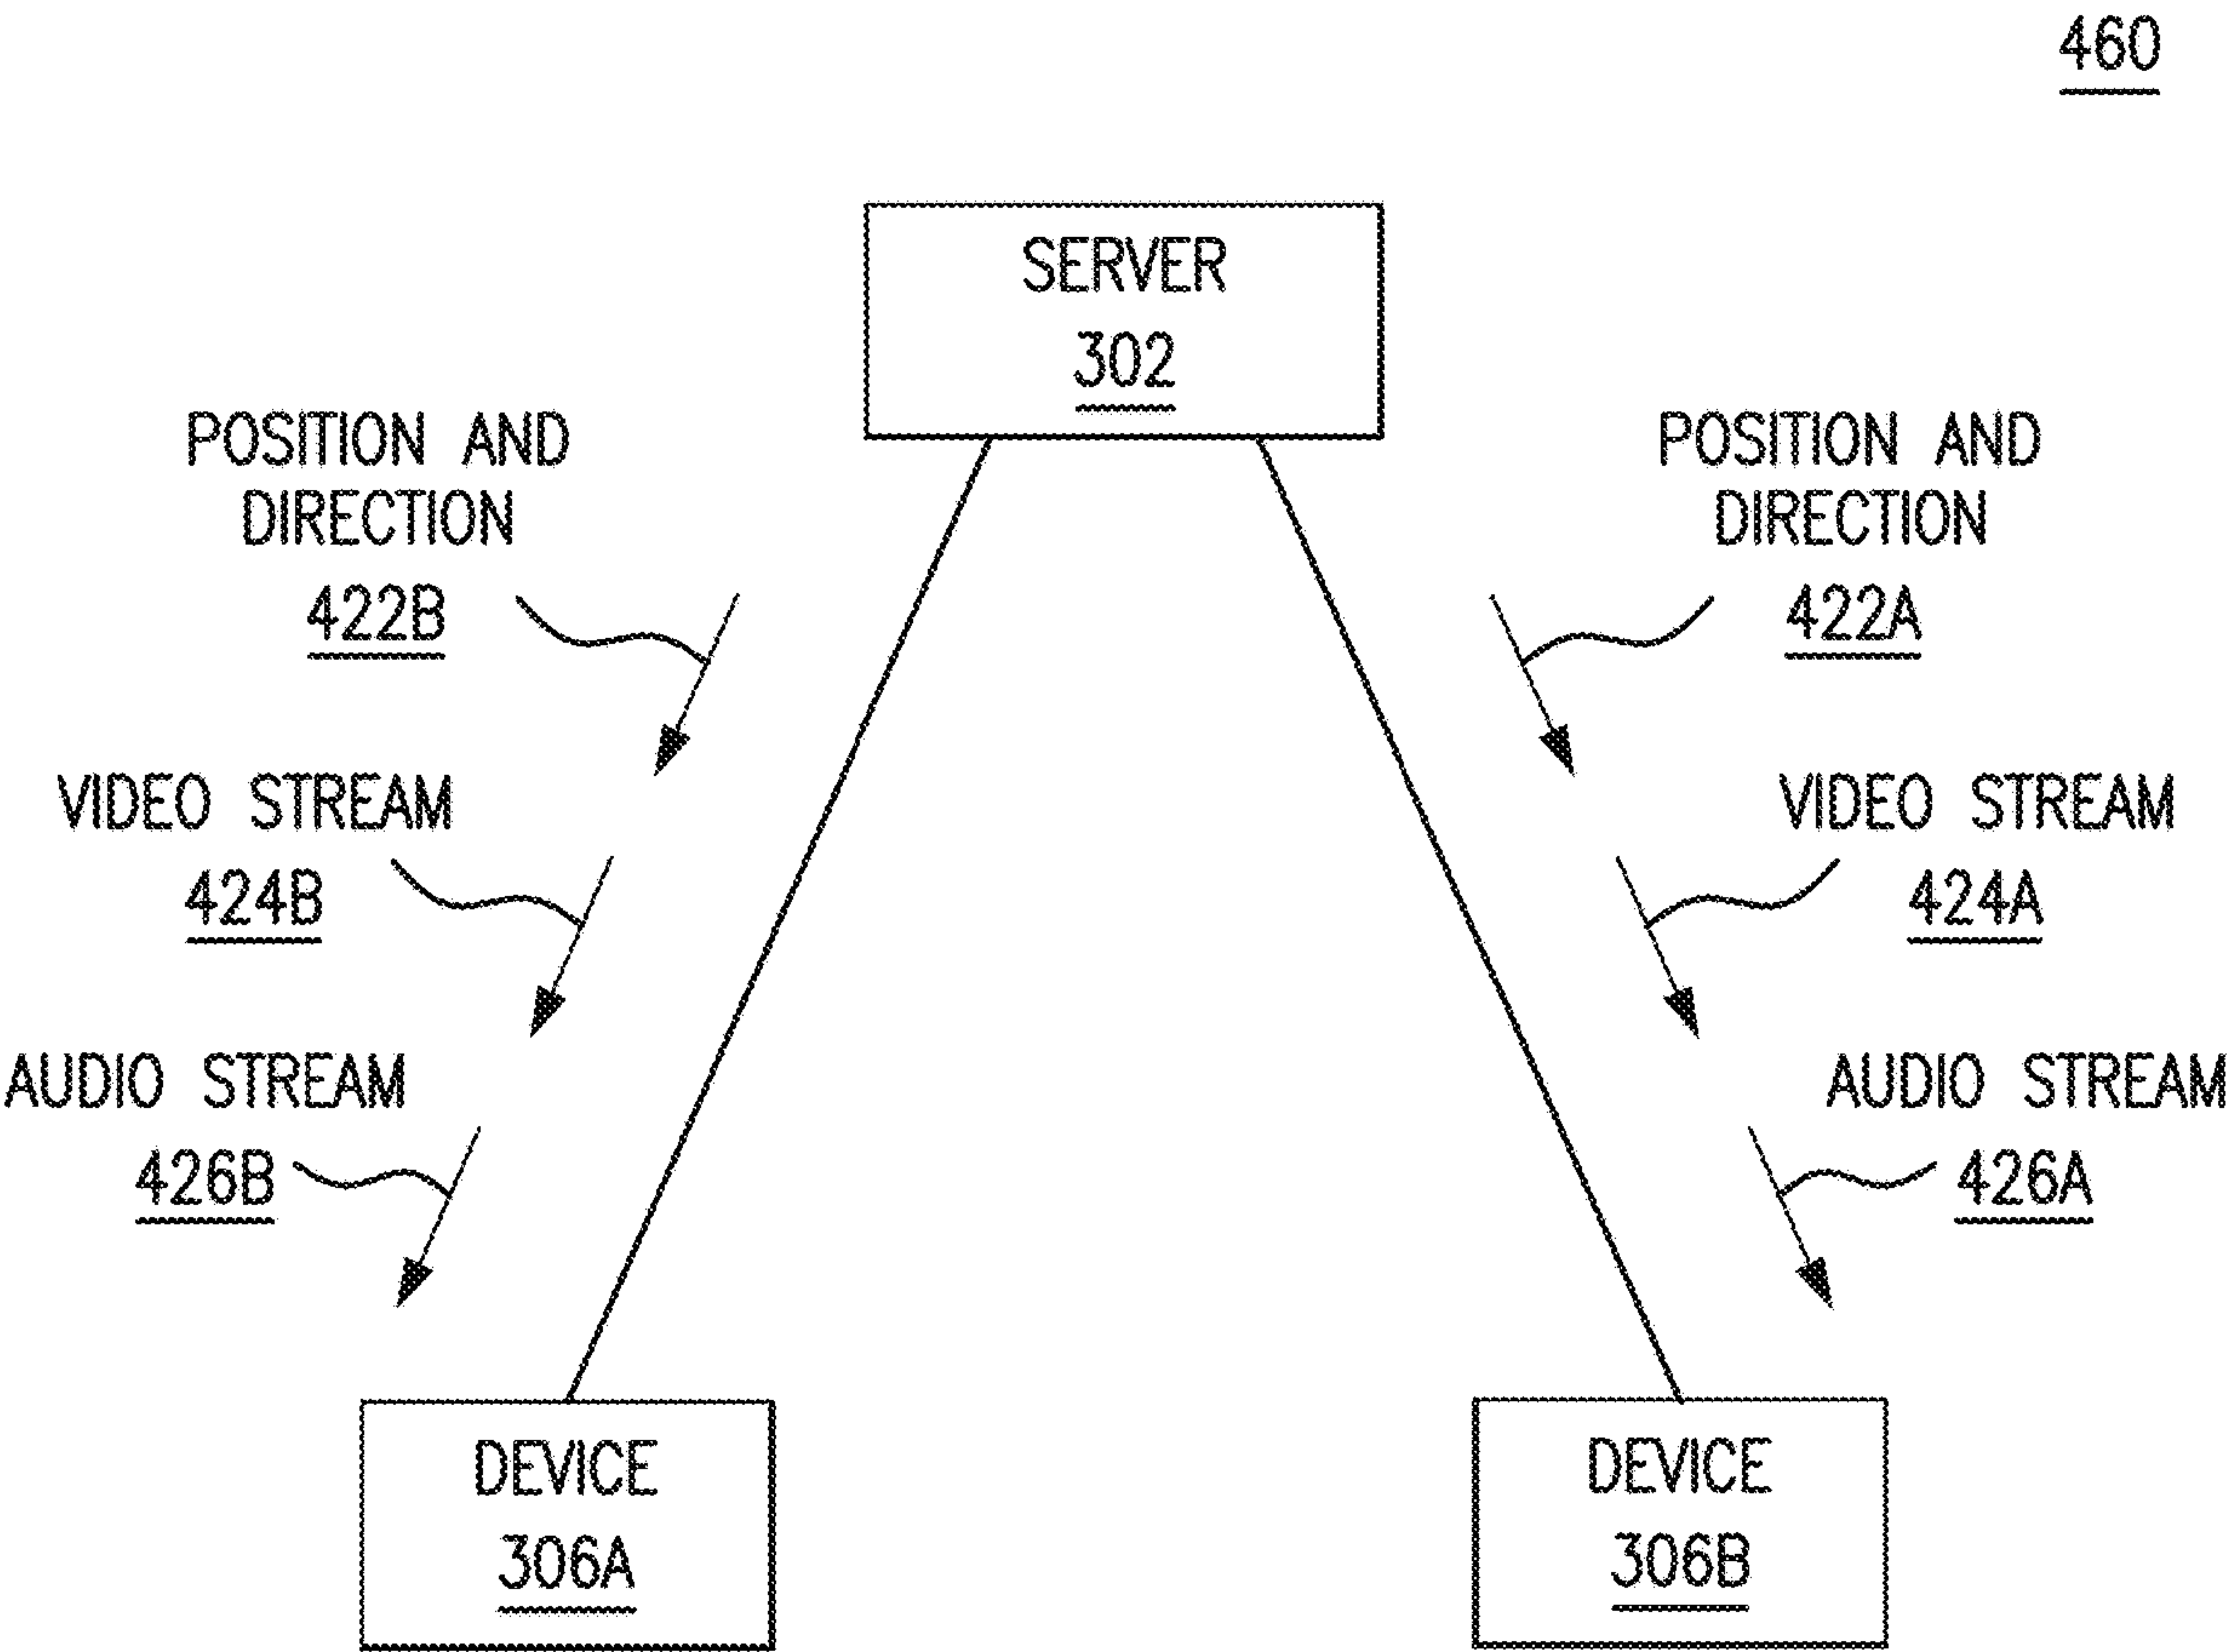 460
SERVER
302
POSITION AND
DIRECTION
422B
POSITION AND
DIRECTION
422A
VIDEO STREAM
424B
VIDEO STREAM
424A
AUDIO STREAM
426B
AUDIO STREAM
426A
DEVICE
306A
DEVICE
306B